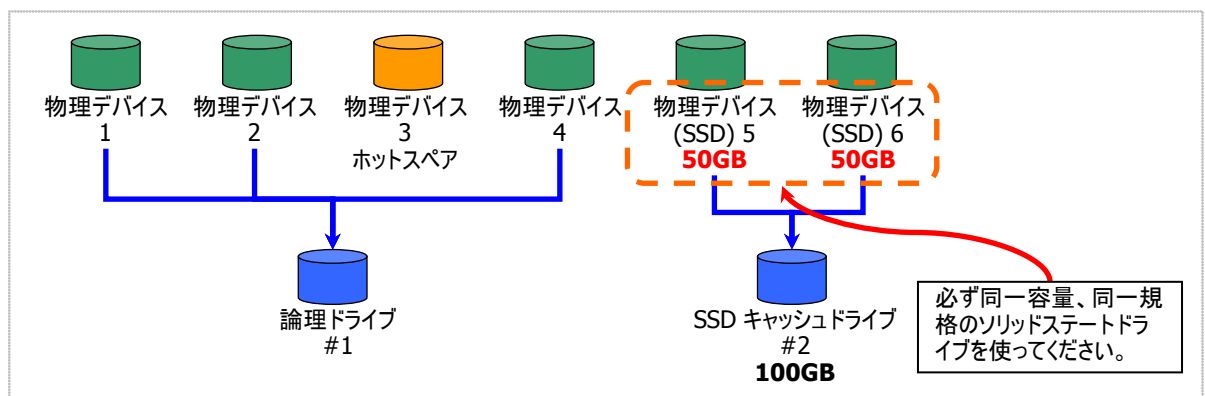 物理デバイス
1
物理デバイス
2
物理デバイス
3
ホットスペア
物理デバイス
4
物理デバイス
(SSD) 5
50GB
物理デバイス
(SSD) 6
50GB
論理ドライブ
#1
SSD キャッシュドライブ
#2
100GB
必ず同一容量、同一規
格のソリッドステートドラ
イブを使ってください。